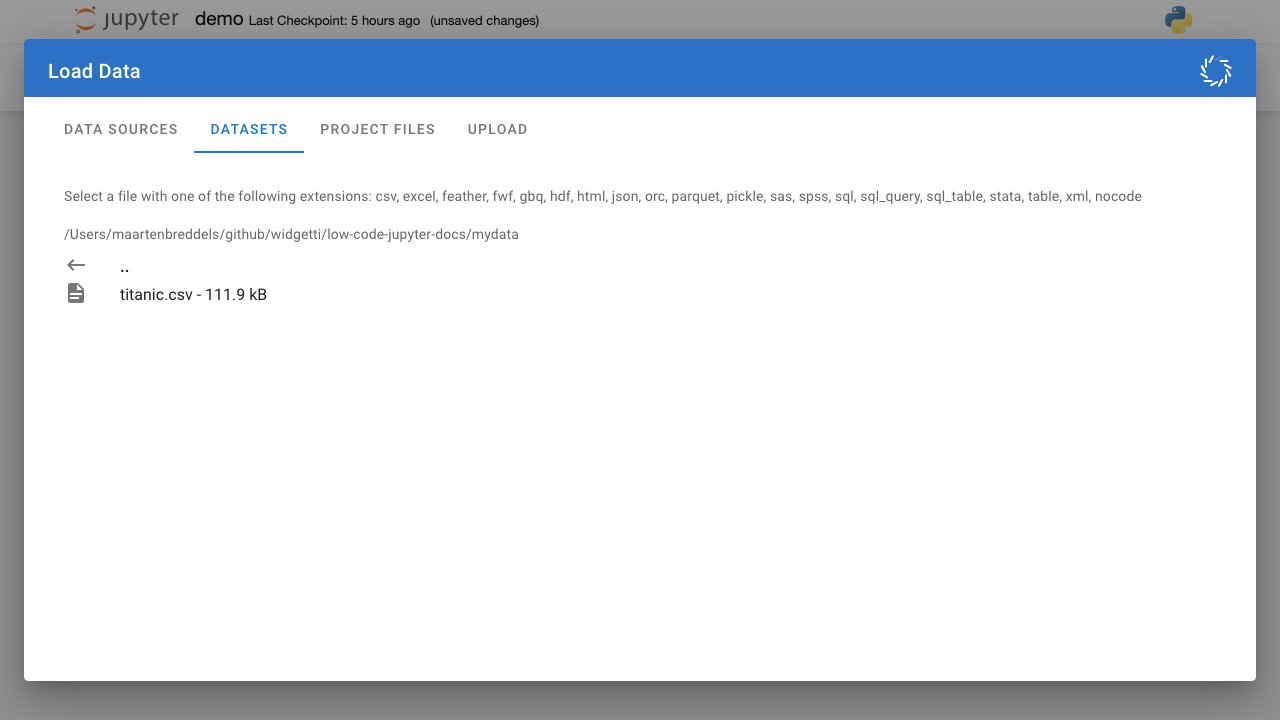 jupyter demo Last Checkpoint: 5 hours ago (unsaved changes)
Load Data
DATA SOURCES DATASETS PROJECT FILES UPLOAD
Select a file with one of the following extensions: csv, excel, feather, fwf, gbq, hdf, html, json, orc, parquet, pickle, sas, spss, sql, sql_query, sql_table, stata, table, xml, nocode
/Users/maartenbreddels/github/widgetti/low-code-jupyter-docs/mydata
..
titanic.csv - 111.9 kB